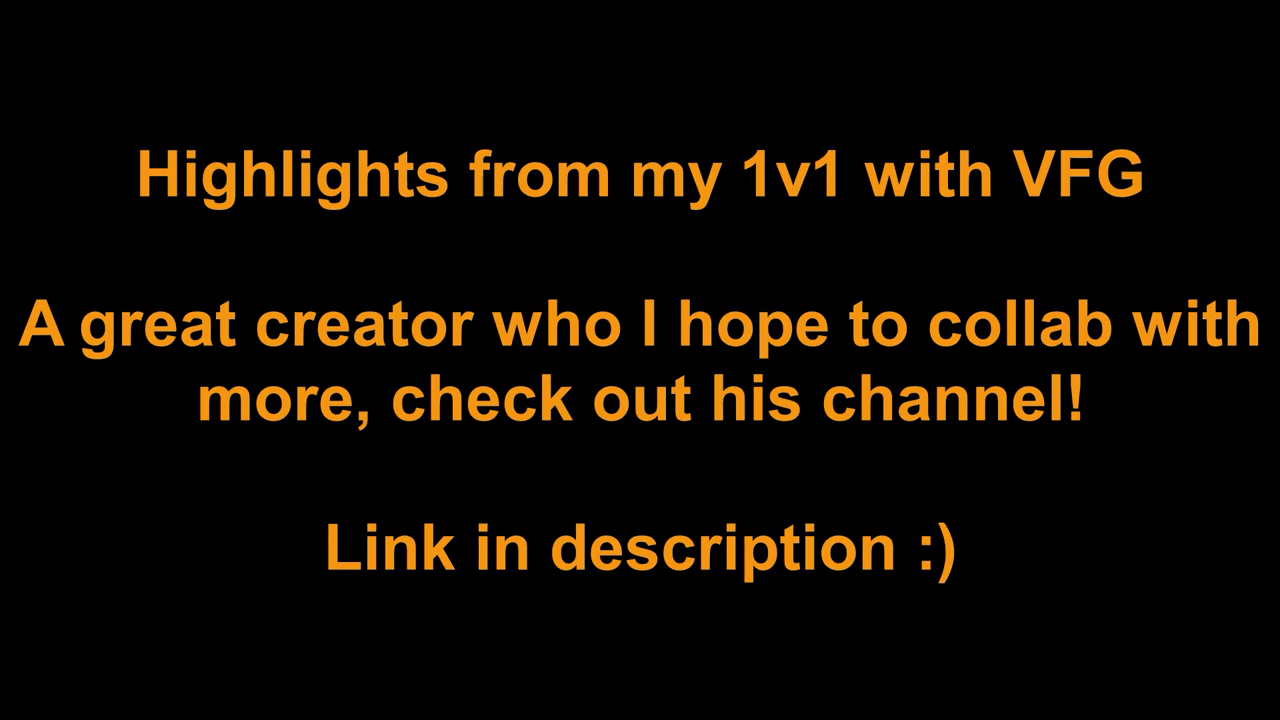 Highlights from my 1v1 with VFG
A great creator who I hope to collab with
more, check out his channel!
Link in description :)